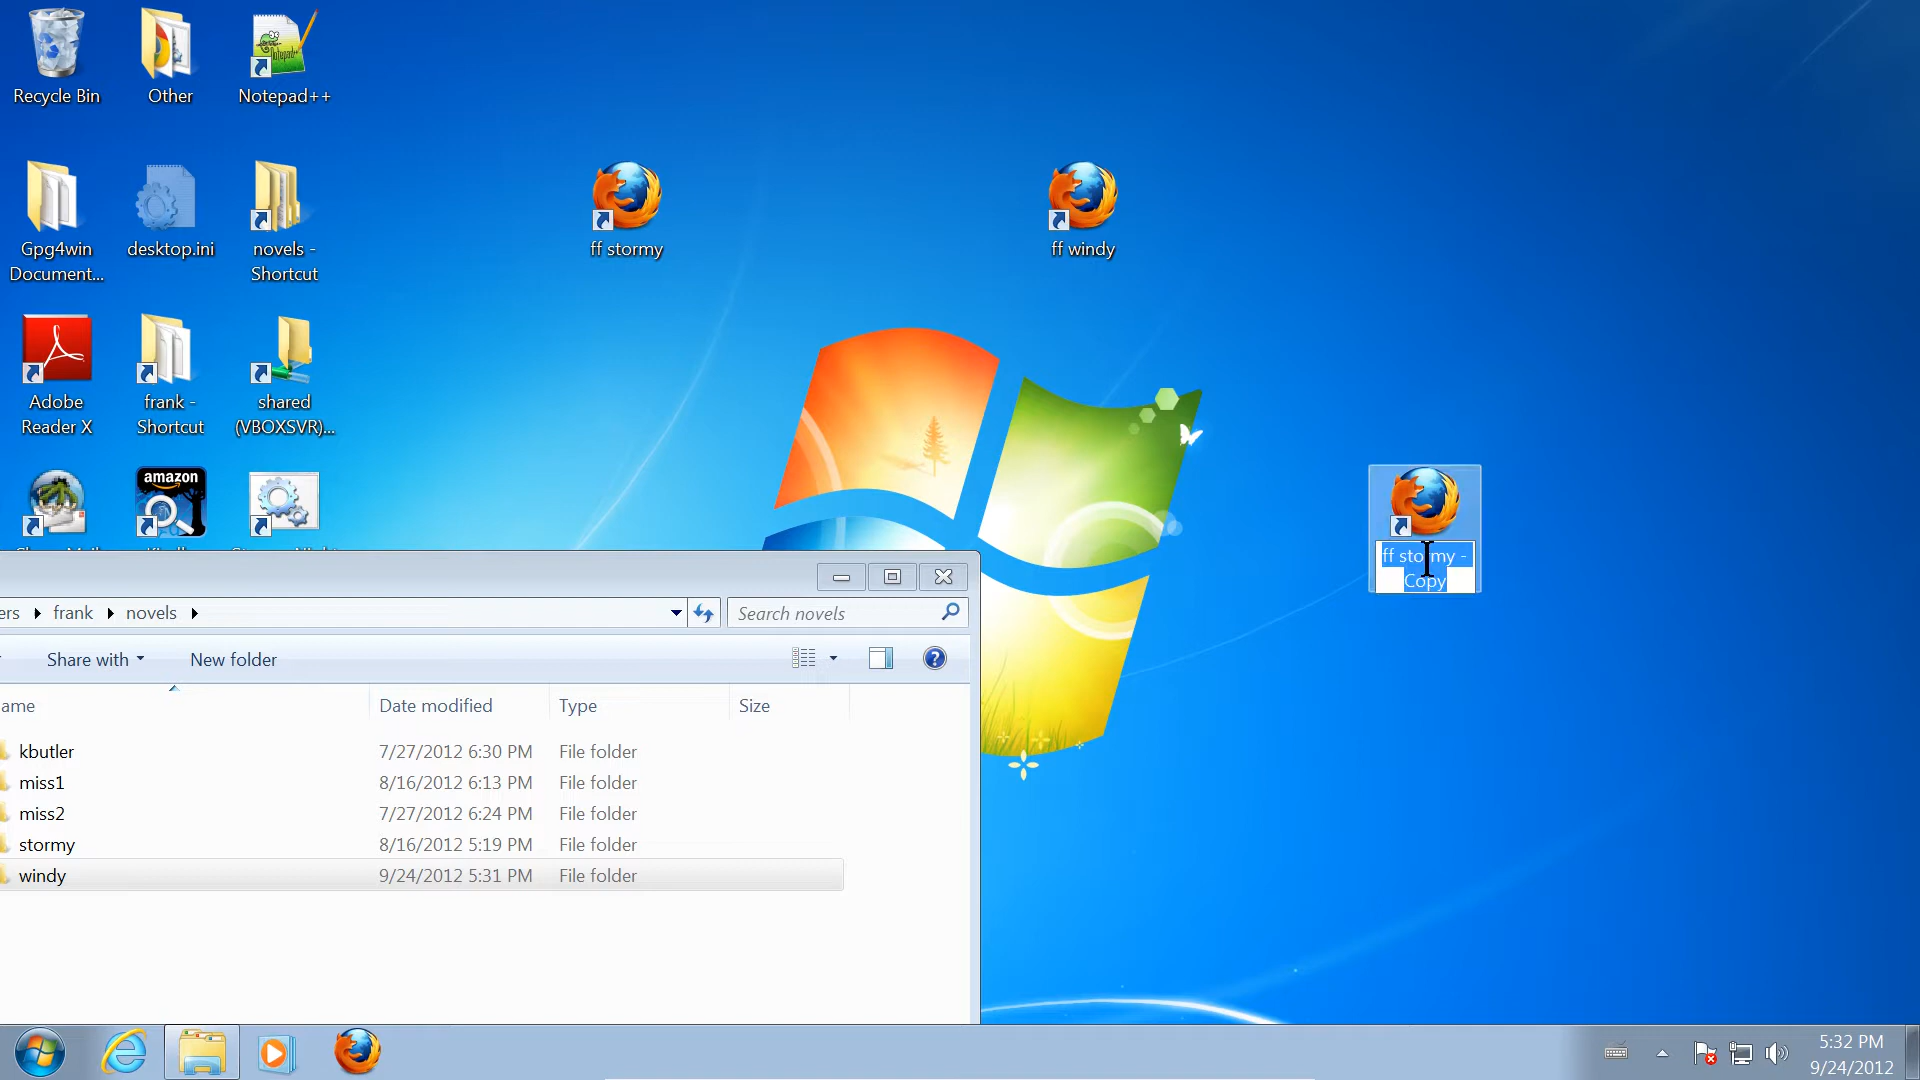 Recycle Bin
Other
Notepad++
Gpg4win
Document...
desktop.ini
novels -
Shortcut
ff stormy
ff windy
Adobe
Reader X
frank -
Shortcut
shared
(VBOXSVR)...
amazon
ff stormy -
Copy
frank
novels
Search novels
Share with
New folder
Date modified
Type
Size
kbutler
7/27/2012 6:30 PM
File folder
miss1
8/16/2012 6:13 PM
File folder
miss2
7/27/2012 6:24 PM
File folder
stormy
8/16/2012 5:19 PM
File folder
windy
9/24/2012 5:31 PM
File folder
5:32 PM
9/24/2012